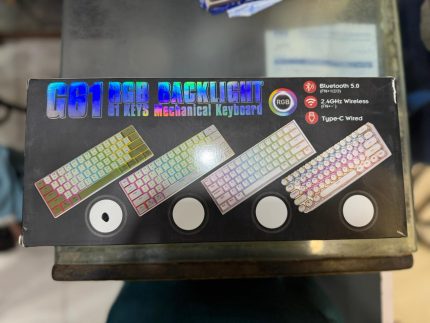 G61 RGB BACKLIGHT
61 KEYS Mechanical Keyboard
RGB
Bluetooth 5.0
2.4GHz Wireless
Type-C Wired